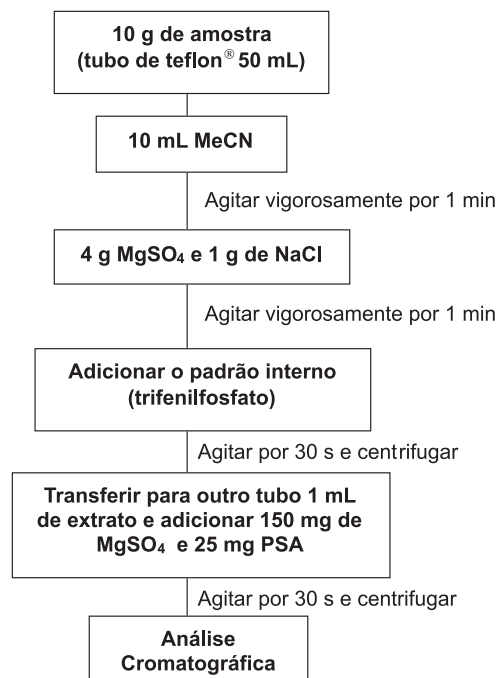 10 g de amostra
(tubo de teflon® 50 mL)
10 mL MeCN
Agitar vigorosamente por 1 min
4 g MgSO₄ e 1 g de NaCl
Agitar vigorosamente por 1 min
Adicionar o padrão interno
(trifenilfosfato)
Agitar por 30 s e centrifugar
Transferir para outro tubo 1 mL
de extrato e adicionar 150 mg de
MgSO₄ e 25 mg PSA
Agitar por 30 s e centrifugar
Análise
Cromatográfica